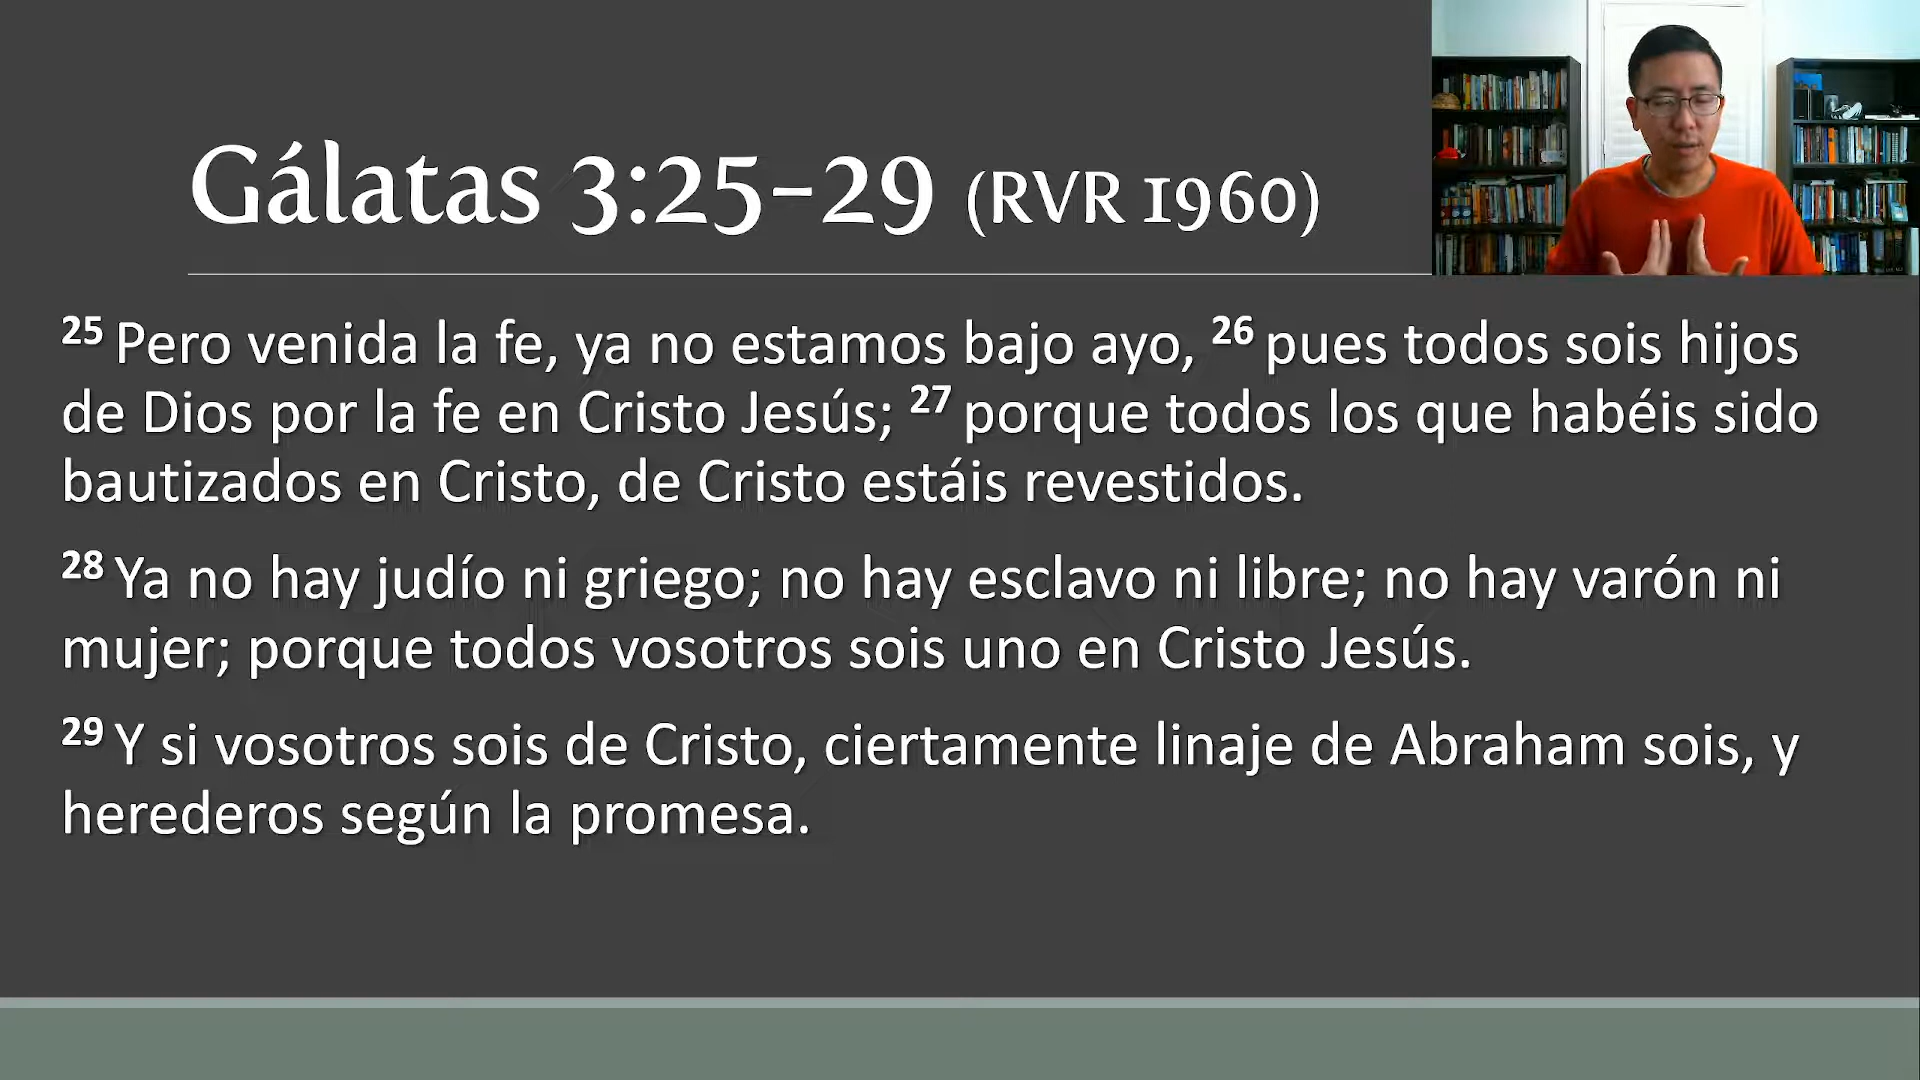 Gálatas 3:25–29 (RVR 1960)
25 Pero venida la fe, ya no estamos bajo ayo, 26 pues todos sois hijos
de Dios por la fe en Cristo Jesús; 27 porque todos los que habéis sido
bautizados en Cristo, de Cristo estáis revestidos.
28 Ya no hay judío ni griego; no hay esclavo ni libre; no hay varón ni
mujer; porque todos vosotros sois uno en Cristo Jesús.
29 Y si vosotros sois de Cristo, ciertamente linaje de Abraham sois, y
herederos según la promesa.